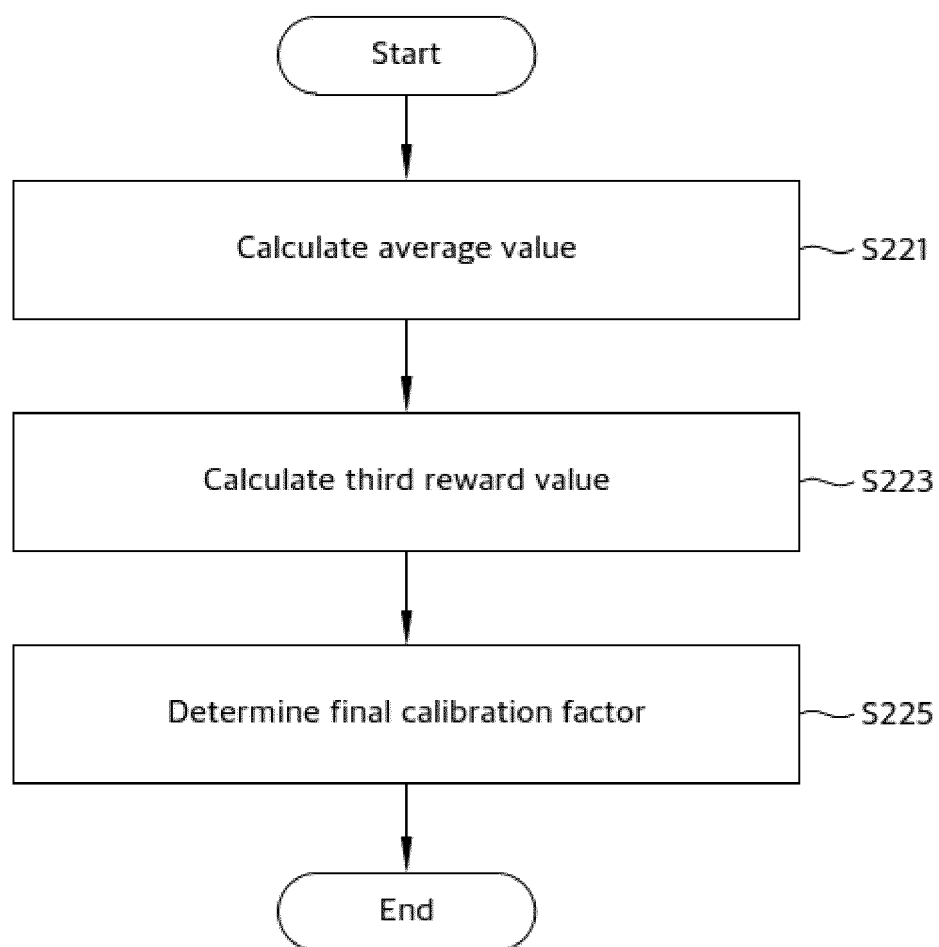 Start
Calculate average value
S221
Calculate third reward value
S223
Determine final calibration factor
S225
End